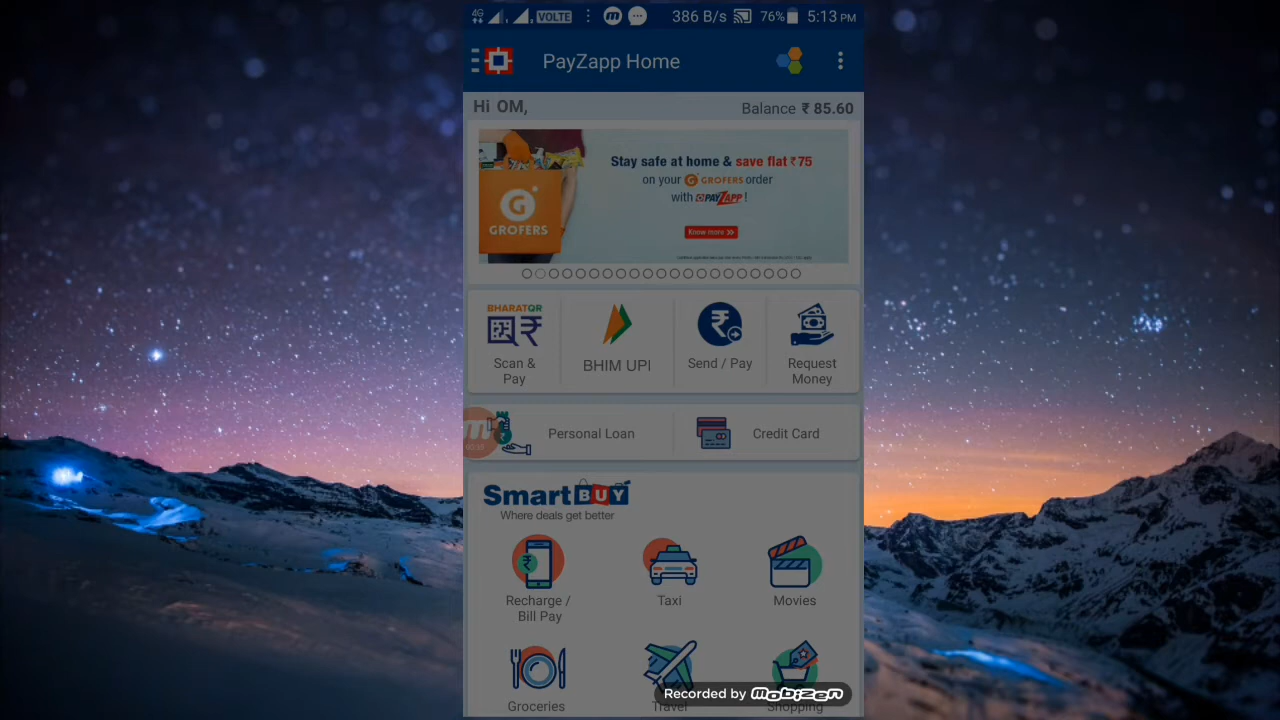 4G VOLTE 386 B/s 76% 5:13 PM
PayZapp Home
Hi OM,
Balance ₹ 85.60
Stay safe at home & save flat ₹75
on your G GROFERS order
with PAYZAPP !
G
GROFERS
Know more »
BHARATQR
Scan &
Pay
BHIM UPI
Send / Pay
Request
Money
Personal Loan
Credit Card
SmartBUY
Where deals get better
Recharge /
Bill Pay
Taxi
Movies
Groceries
Travel
Shopping
Recorded by mobizen